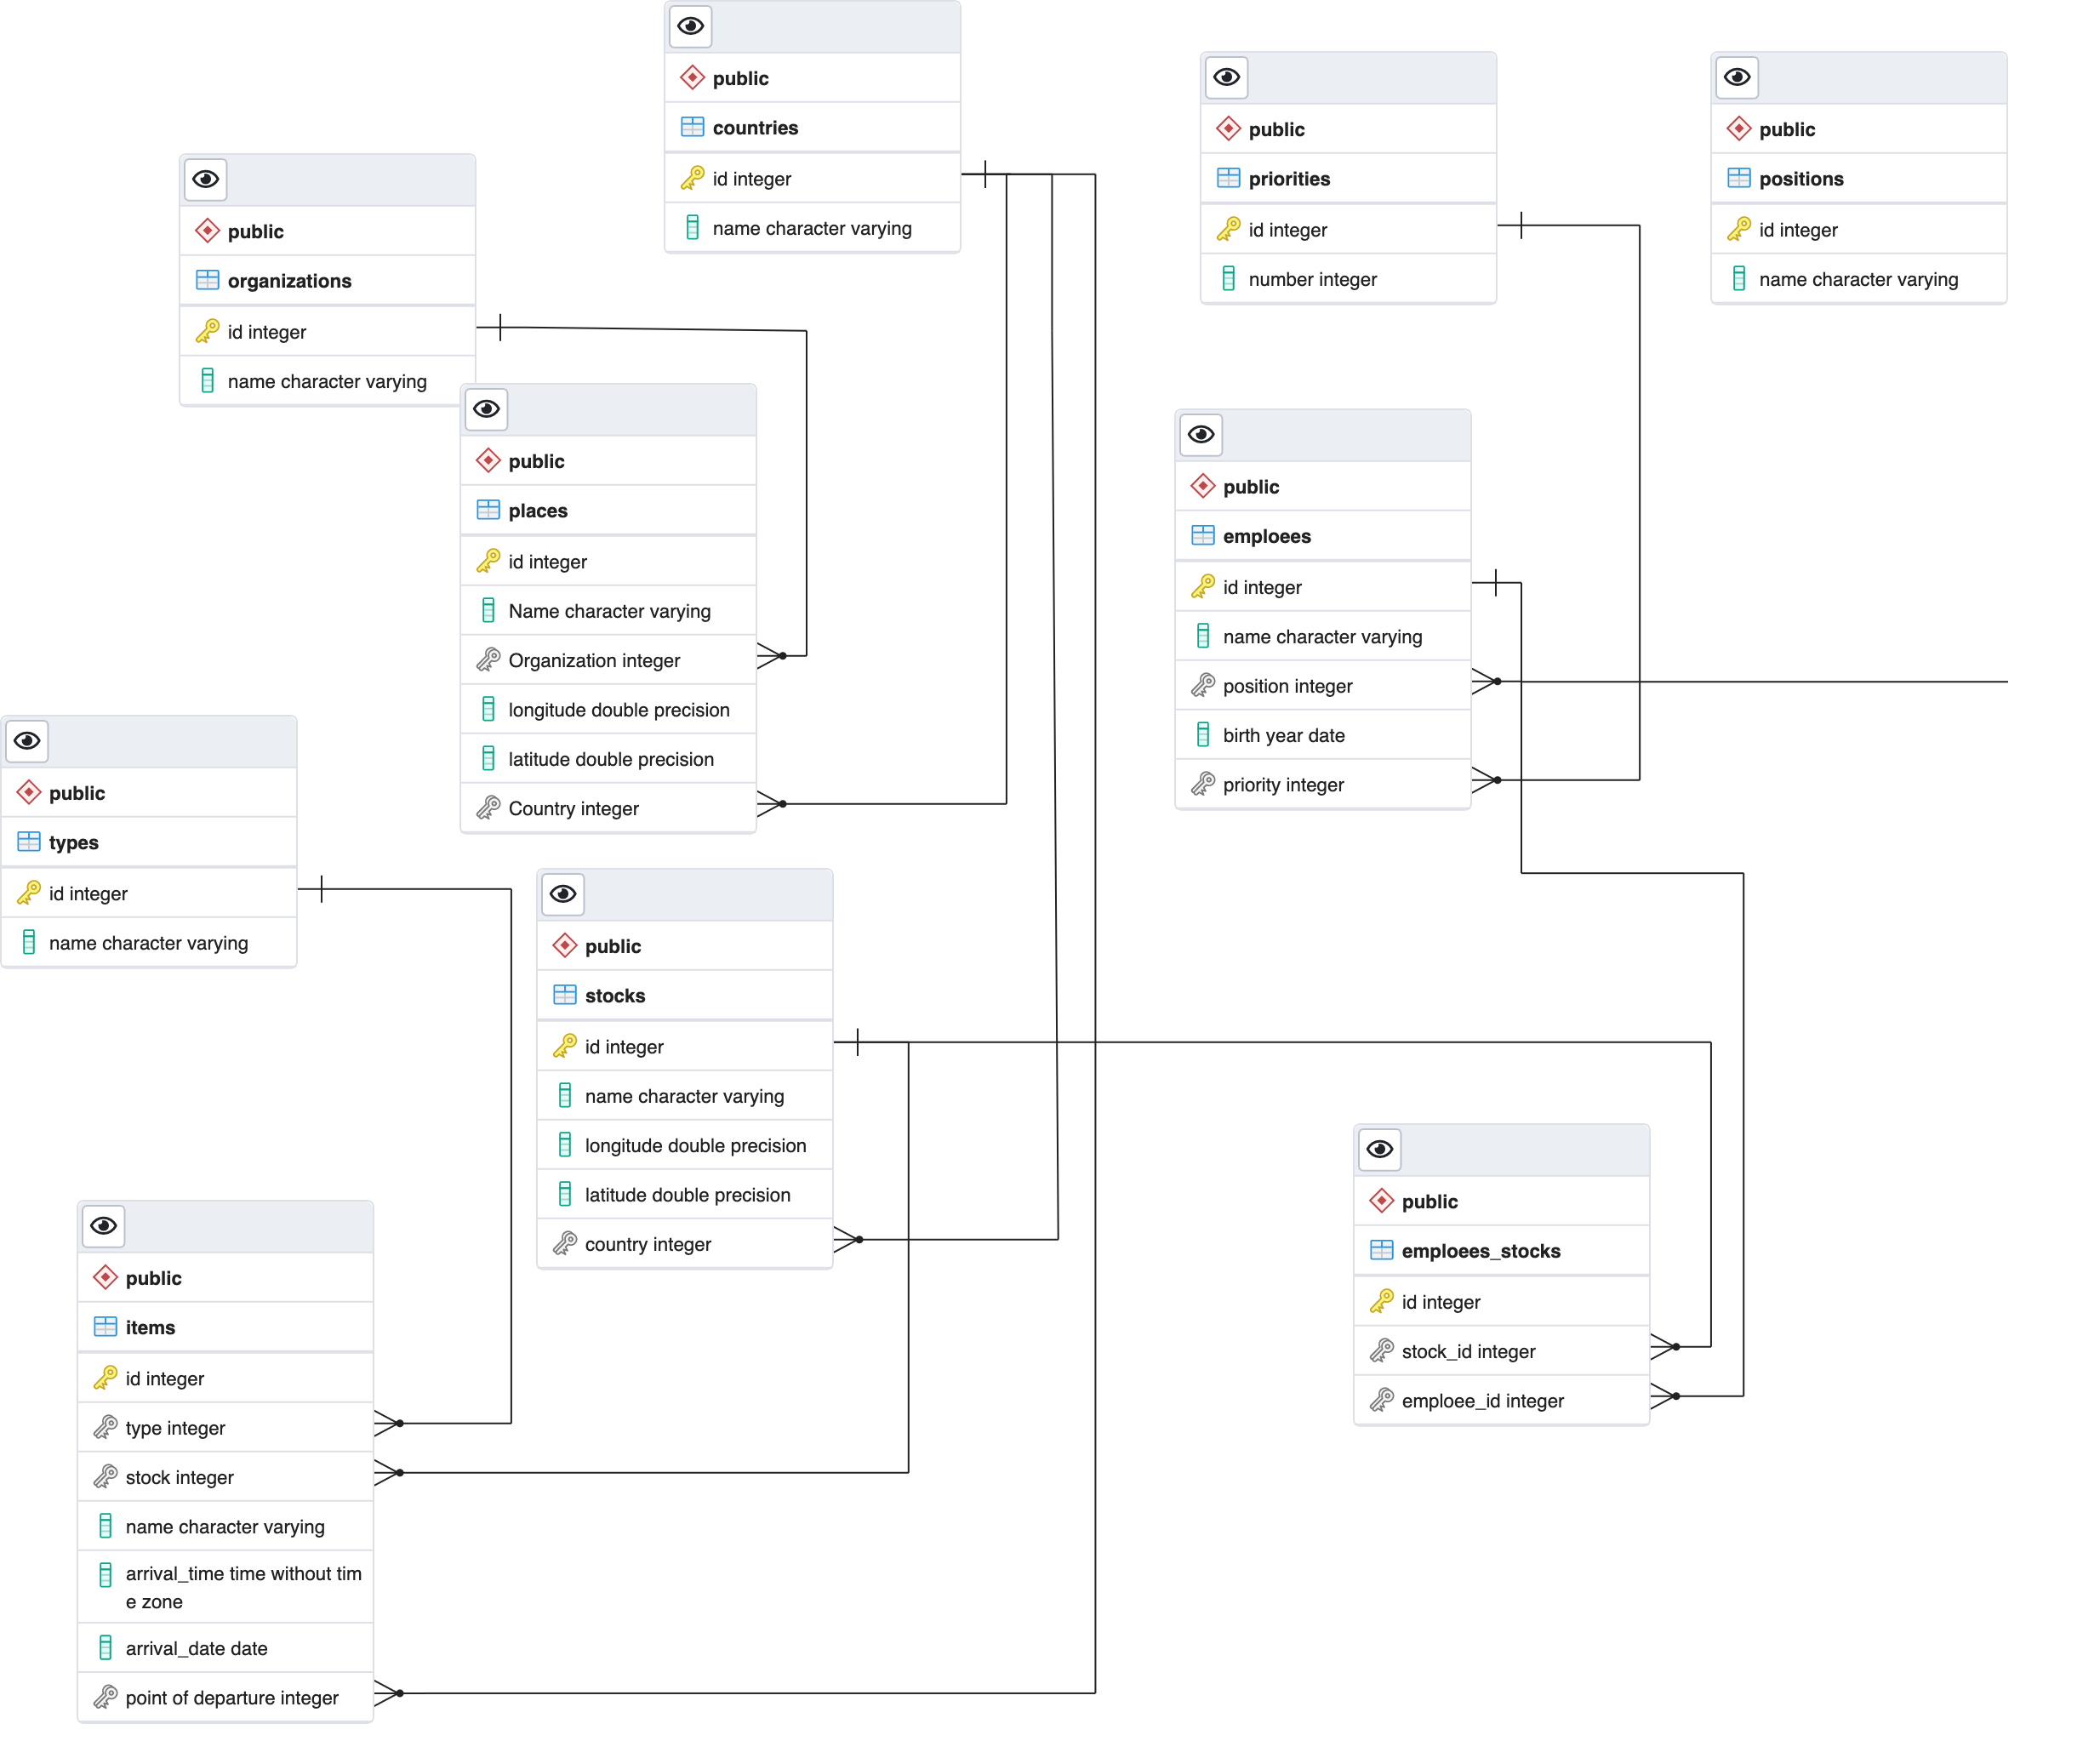 public
countries
id integer
name character varying
public
priorities
id integer
number integer
public
positions
id integer
name character varying
public
organizations
id integer
name character varying
public
places
id integer
Name character varying
Organization integer
longitude double precision
latitude double precision
Country integer
public
emploees
id integer
name character varying
position integer
birth year date
priority integer
public
types
id integer
name character varying
public
stocks
id integer
name character varying
longitude double precision
latitude double precision
country integer
public
emploees_stocks
id integer
stock_id integer
emploee_id integer
public
items
id integer
type integer
stock integer
name character varying
arrival_time time without tim
e zone
arrival_date date
point of departure integer